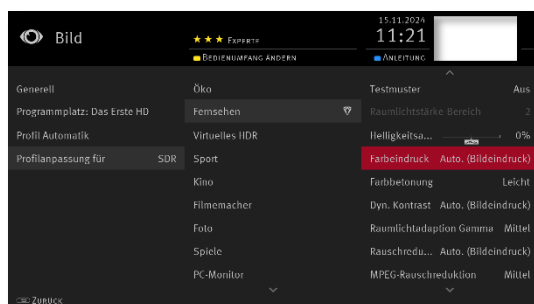 Bild
★★★ EXPERTE
BEDIENUMFANG ÄNDERN
15.11.2024
11:21
ANLEITUNG
Generell
Programmplatz: Das Erste HD
Profil Automatik
Profilanpassung für SDR
Öko
Fernsehen
Virtuelles HDR
Sport
Kino
Filmemacher
Foto
Spiele
PC-Monitor
Testmuster Aus
Raumlichtstärke Bereich 2
Helligkeitsa... 0%
Farbeindruck Auto. (Bildeindruck)
Farbbetonung Leicht
Dyn. Kontrast Auto. (Bildeindruck)
Raumlichtadaption Gamma Mittel
Rauschredu... Auto. (Bildeindruck)
MPEG-Rauschreduktion Mittel
ZURÜCK